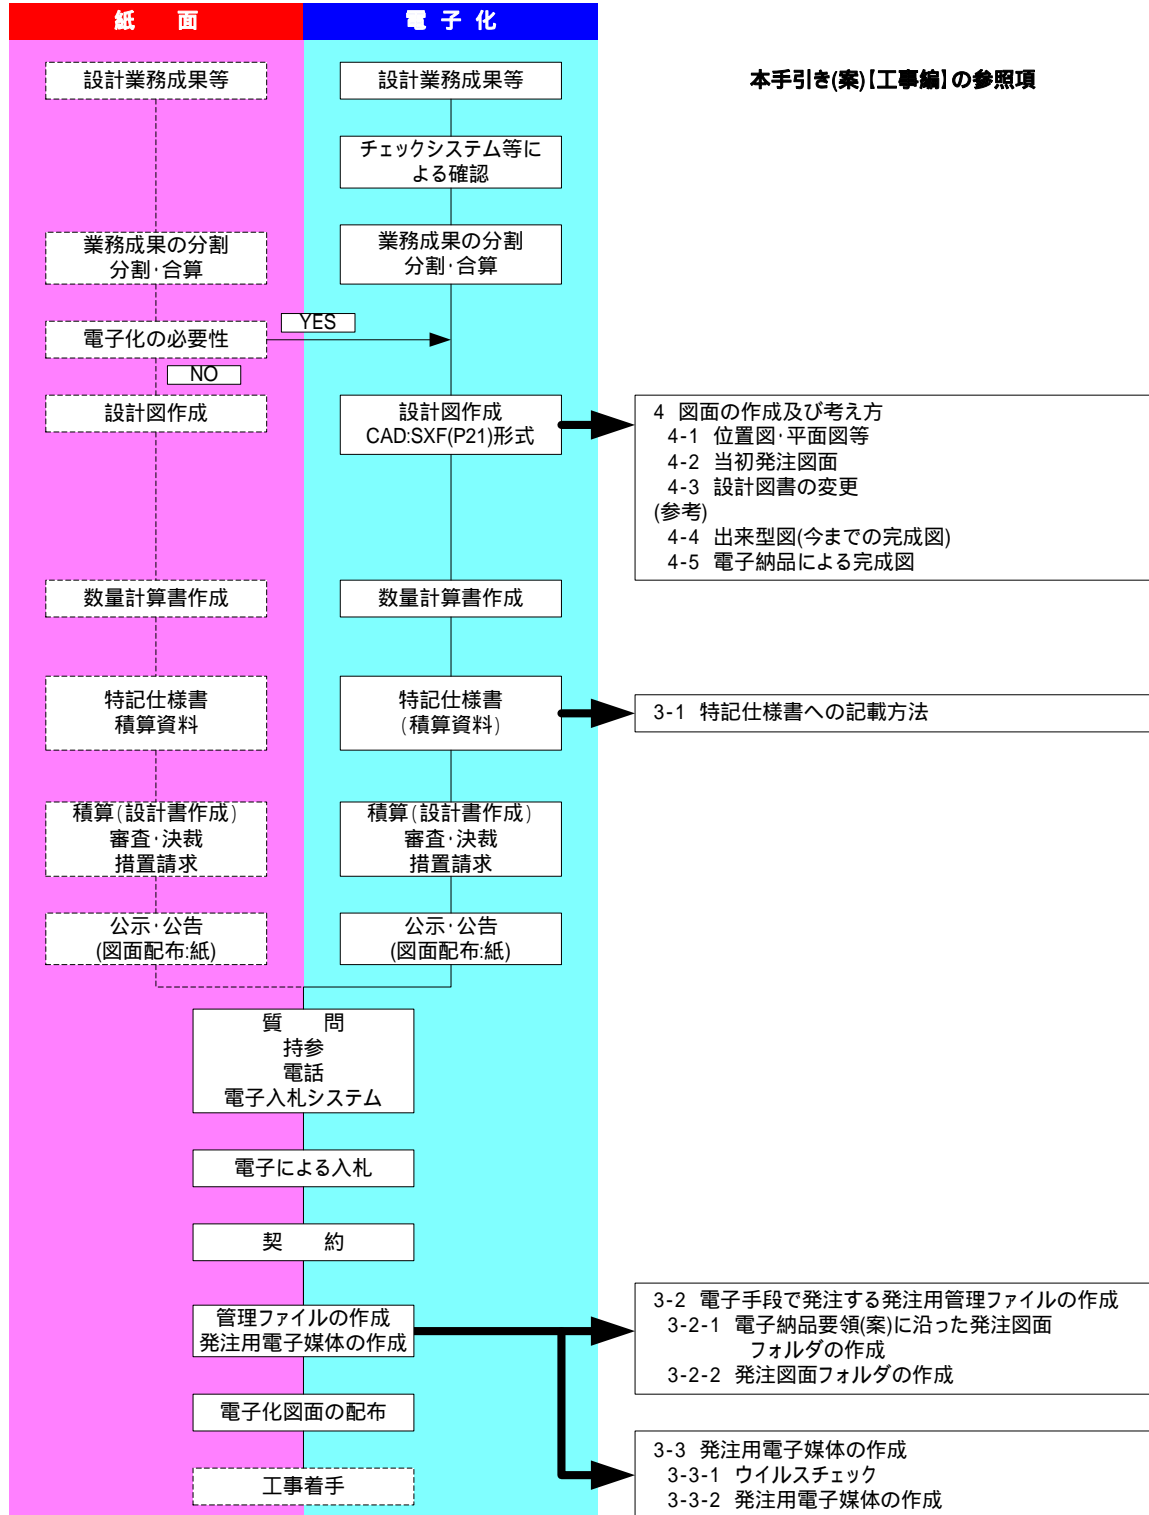 紙　面
電 子 化
本手引き(案)【工事編】の参照項
設計業務成果等
設計業務成果等
チェックシステム等に
よる確認
業務成果の分割
分割・合算
業務成果の分割
分割・合算
電子化の必要性
YES
NO
設計図作成
設計図作成
CAD:SXF(P21)形式
4 図面の作成及び考え方
4-1 位置図・平面図等
4-2 当初発注図面
4-3 設計図書の変更
(参考)
4-4 出来型図(今までの完成図)
4-5 電子納品による完成図
数量計算書作成
数量計算書作成
特記仕様書
積算資料
特記仕様書
(積算資料)
3-1 特記仕様書への記載方法
積算(設計書作成)
審査・決裁
措置請求
積算(設計書作成)
審査・決裁
措置請求
公示・公告
(図面配布:紙)
公示・公告
(図面配布:紙)
質　問
持参
電話
電子入札システム
電子による入札
契　約
管理ファイルの作成
発注用電子媒体の作成
3-2 電子手段で発注する発注用管理ファイルの作成
3-2-1 電子納品要領(案)に沿った発注図面
フォルダの作成
3-2-2 発注図面フォルダの作成
電子化図面の配布
工事着手
3-3 発注用電子媒体の作成
3-3-1 ウイルスチェック
3-3-2 発注用電子媒体の作成